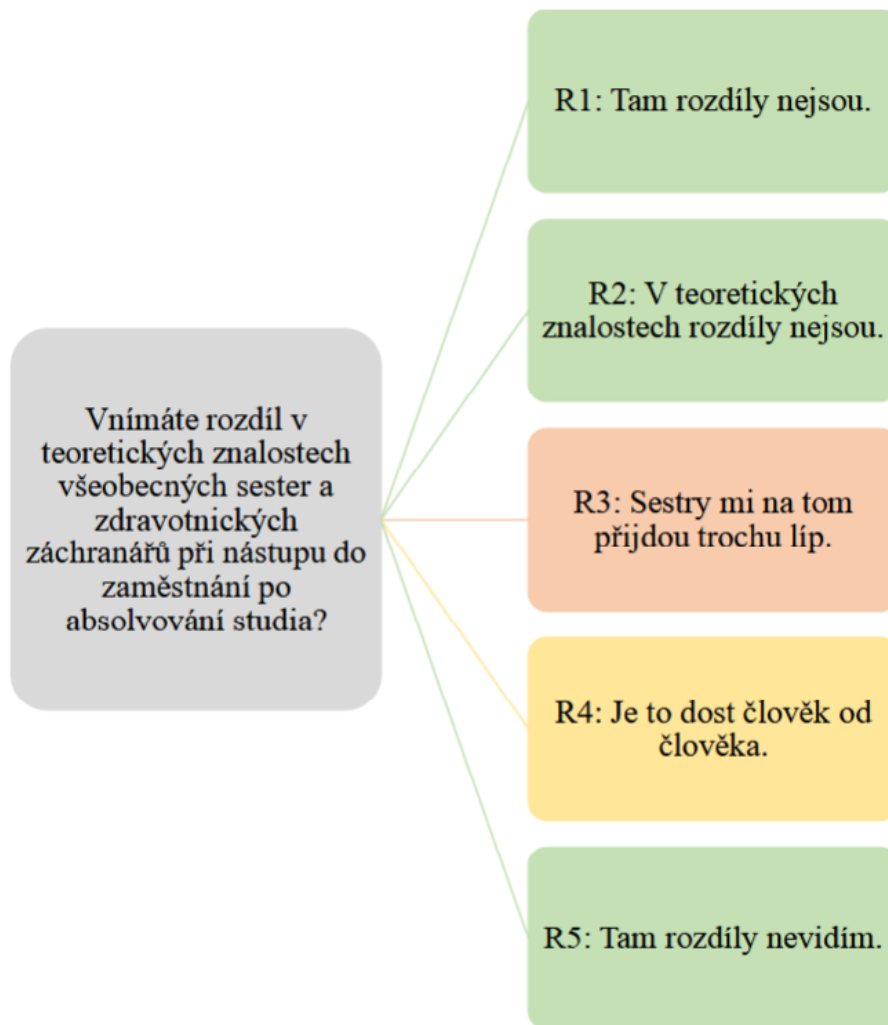 Vnímáte rozdíl v
teoretických znalostech
všeobecných sester a
zdravotnických
záchranářů při nástupu do
zaměstnání po
absolvování studia?
R1: Tam rozdíly nejsou.
R2: V teoretických
znalostech rozdíly nejsou.
R3: Sestry mi na tom
přijdou trochu líp.
R4: Je to dost člověk od
člověka.
R5: Tam rozdíly nevidím.